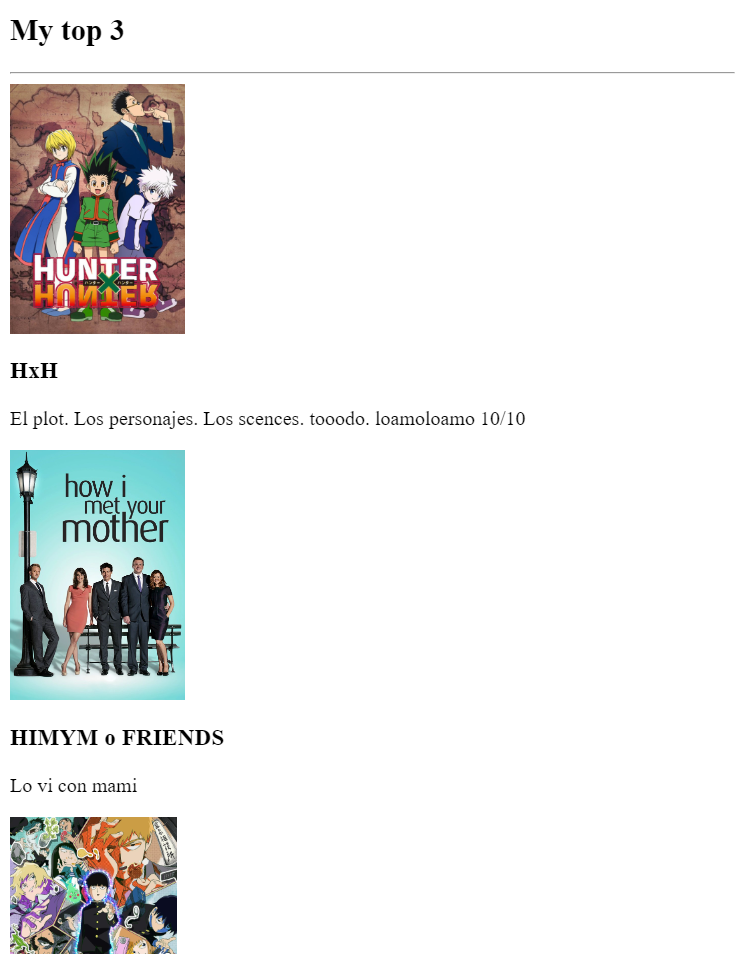 My top 3
HUNTER
ハンター×ハンター
HUNTER
HxH
El plot. Los personajes. Los scences. tooodo. loamoloamo 10/10
how i
met your
mother
HIMYM o FRIENDS
Lo vi con mami